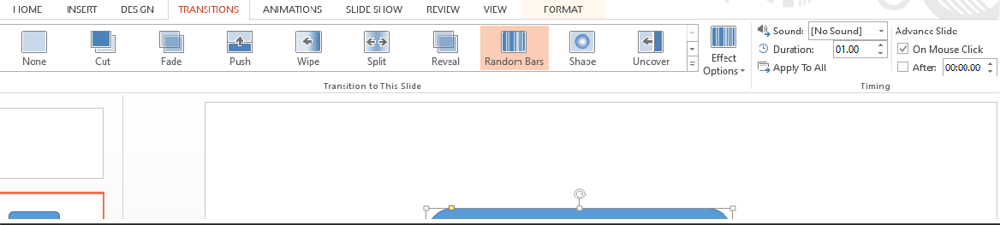 HOME INSERT DESIGN TRANSITIONS ANIMATIONS SLIDE SHOW REVIEW VIEW FORMAT
None Cut Fade Push Wipe Split Reveal Random Bars Shape Uncover
Effect
Options
Sound: [No Sound]
Duration: 01.00
Apply To All
Advance Slide
On Mouse Click
After: 00:00.00
Transition to This Slide
Timing